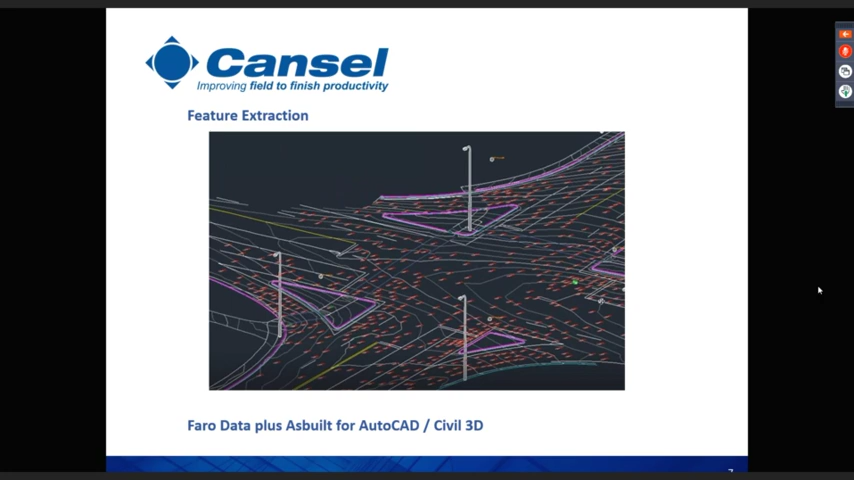 Cansel
Improving field to finish productivity
Feature Extraction
Faro Data plus Asbuilt for AutoCAD / Civil 3D